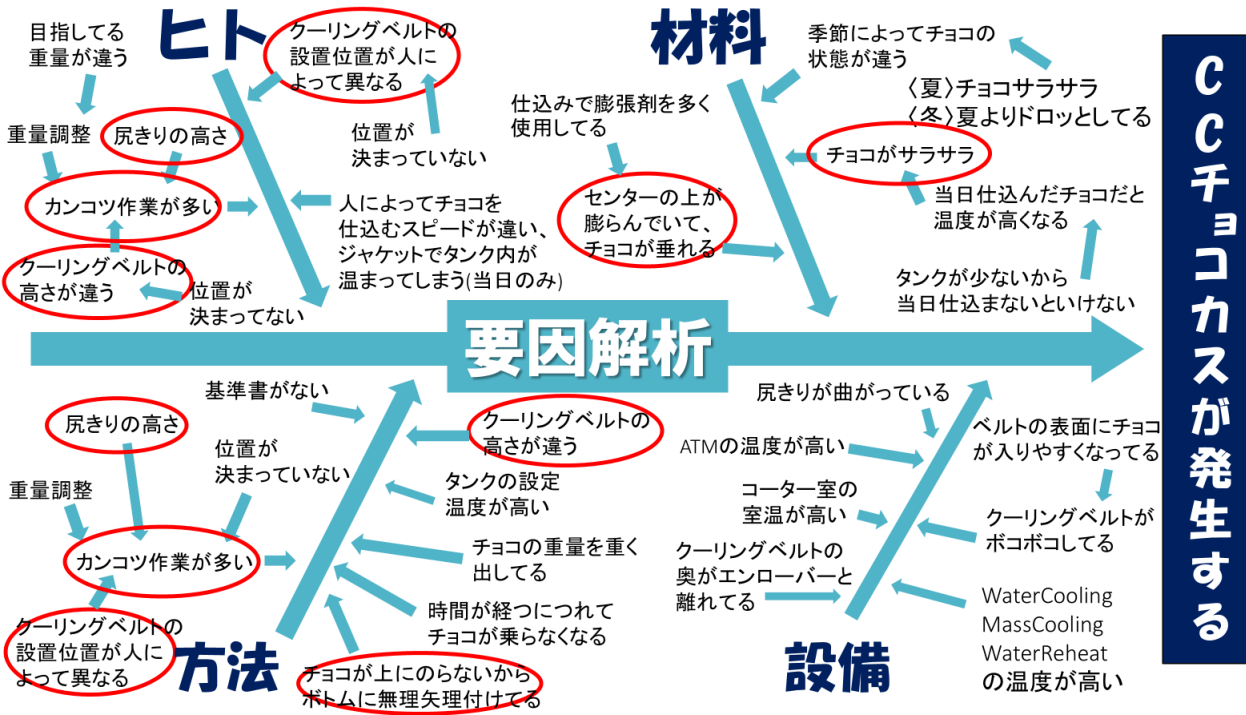 ヒト
目指してる
重量が違う
重量調整
尻きりの高さ
カンコツ作業が多い
クーリングベルトの
高さが違う
位置が
決まってない
クーリングベルトの
設置位置が人に
よって異なる
位置が
決まっていない
人によってチョコを
仕込むスピードが違い、
ジャケットでタンク内が
温まってしまう(当日のみ)
材料
仕込みで膨張剤を多く
使用してる
センターの上が
膨らんでいて、
チョコが垂れる
季節によってチョコの
状態が違う
〈夏〉チョコサラサラ
〈冬〉夏よりドロッとしてる
チョコがサラサラ
当日仕込んだチョコだと
温度が高くなる
タンクが少ないから
当日仕込まないといけない
要因解析
CCチョコカスが発生する
基準書がない
尻きりの高さ
位置が
決まっていない
重量調整
カンコツ作業が多い
クーリングベルトの
設置位置が人に
よって異なる
方法
クーリングベルトの
高さが違う
タンクの設定
温度が高い
チョコの重量を重く
出してる
時間が経つにつれて
チョコが乗らなくなる
チョコが上にのらないから
ボトムに無理矢理付けてる
尻きりが曲がっている
ATMの温度が高い
コーター室の
室温が高い
クーリングベルトの
奥がエンローバーと
離れてる
設備
ベルトの表面にチョコ
が入りやすくなってる
クーリングベルトが
ボコボコしてる
WaterCooling
MassCooling
WaterReheat
の温度が高い